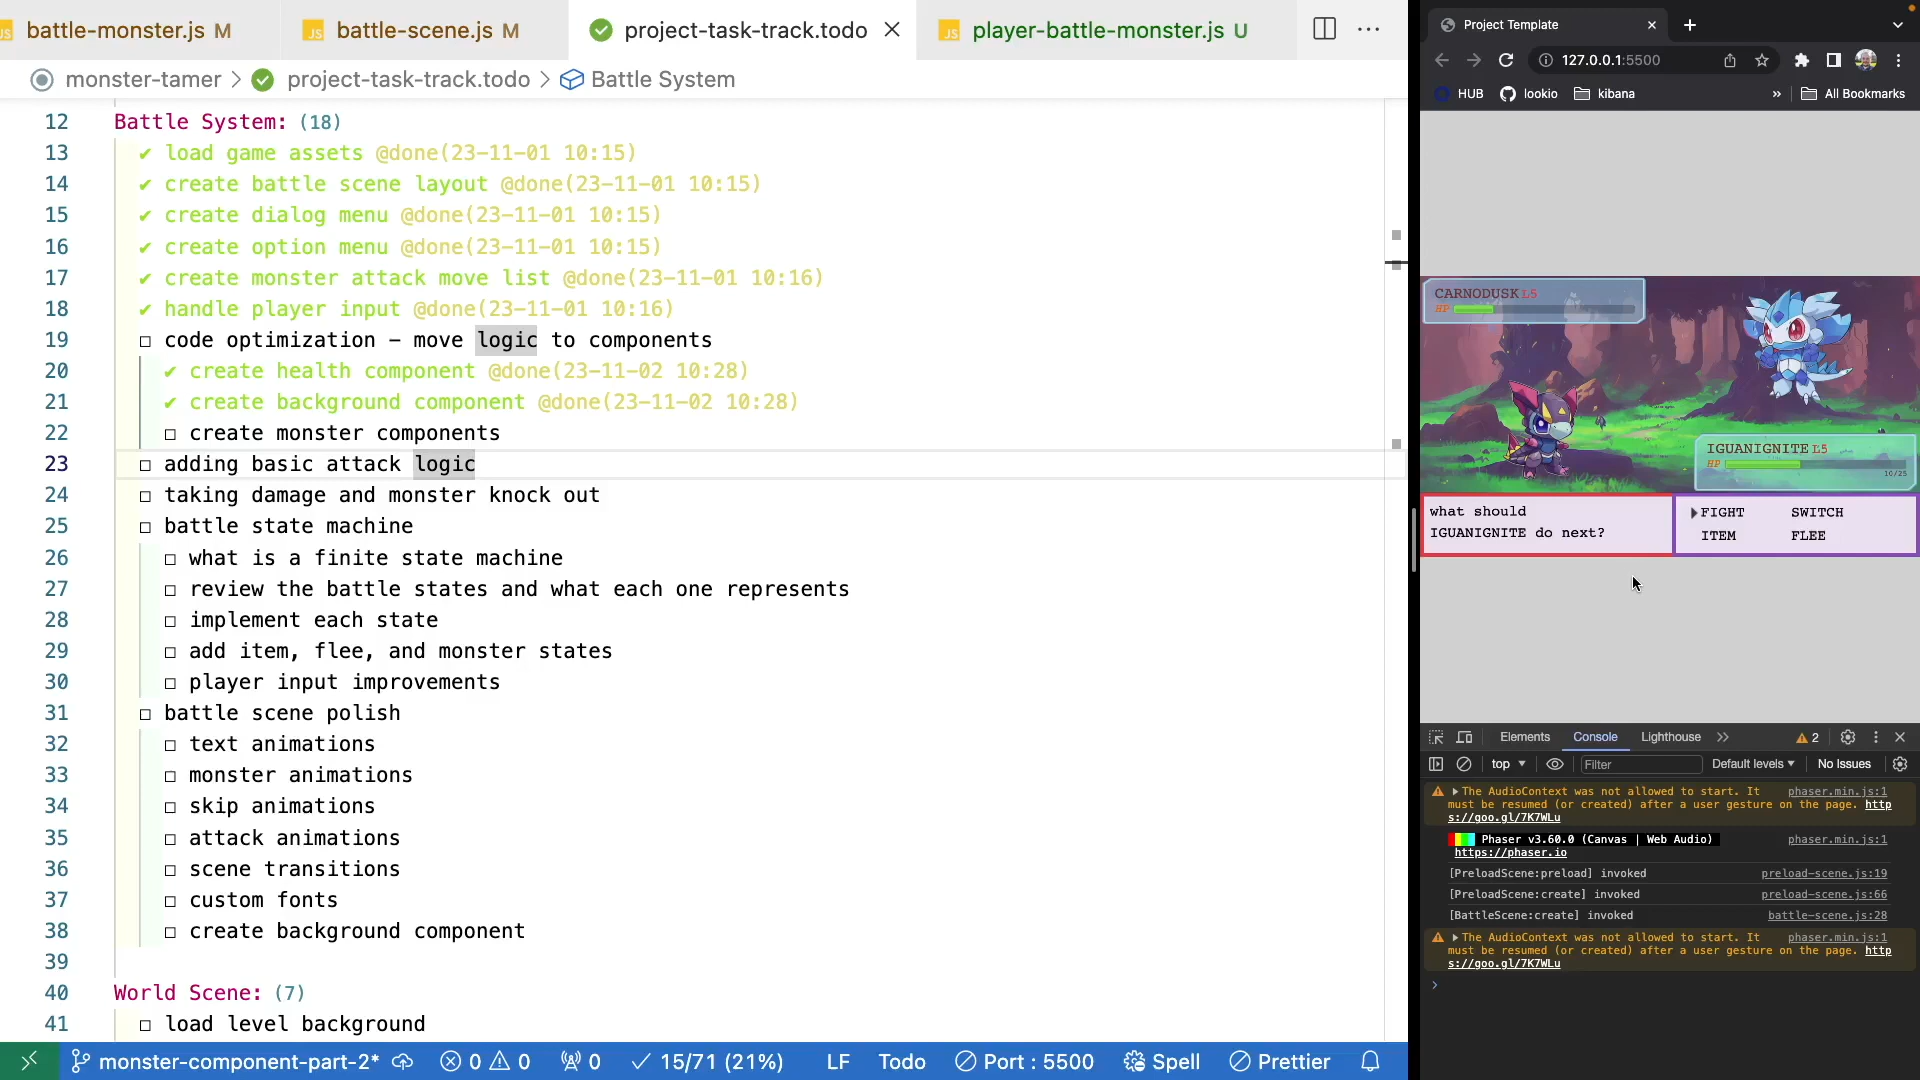 battle-monster.js M
battle-scene.js M
project-task-track.todo
player-battle-monster.js U
monster-tamer > project-task-track.todo > Battle System
12 Battle System: (18)
13 ✔ load game assets @done(23-11-01 10:15)
14 ✔ create battle scene layout @done(23-11-01 10:15)
15 ✔ create dialog menu @done(23-11-01 10:15)
16 ✔ create option menu @done(23-11-01 10:15)
17 ✔ create monster attack move list @done(23-11-01 10:16)
18 ✔ handle player input @done(23-11-01 10:16)
19 ☐ code optimization – move logic to components
20 ✔ create health component @done(23-11-02 10:28)
21 ✔ create background component @done(23-11-02 10:28)
22 ☐ create monster components
23 ☐ adding basic attack logic
24 ☐ taking damage and monster knock out
25 ☐ battle state machine
26 ☐ what is a finite state machine
27 ☐ review the battle states and what each one represents
28 ☐ implement each state
29 ☐ add item, flee, and monster states
30 ☐ player input improvements
31 ☐ battle scene polish
32 ☐ text animations
33 ☐ monster animations
34 ☐ skip animations
35 ☐ attack animations
36 ☐ scene transitions
37 ☐ custom fonts
38 ☐ create background component
39
40 World Scene: (7)
41 ☐ load level background
monster-component-part-2* 0 0 0 15/71 (21%) LF Todo Port : 5500 Spell Prettier
Project Template
127.0.0.1:5500
HUB lookio kibana » All Bookmarks
CARNODUSK L5
HP
IGUANIGNITE L5
HP
10/25
what should
IGUANIGNITE do next?
FIGHT SWITCH
ITEM FLEE
Elements Console Lighthouse » 2
top Filter Default levels No Issues
The AudioContext was not allowed to start. It phaser.min.js:1
must be resumed (or created) after a user gesture on the page. http
s://goo.gl/7K7WLu
Phaser v3.60.0 (Canvas | Web Audio) phaser.min.js:1
https://phaser.io
[PreloadScene:preload] invoked preload-scene.js:19
[PreloadScene:create] invoked preload-scene.js:66
[BattleScene:create] invoked battle-scene.js:28
The AudioContext was not allowed to start. It phaser.min.js:1
must be resumed (or created) after a user gesture on the page. http
s://goo.gl/7K7WLu